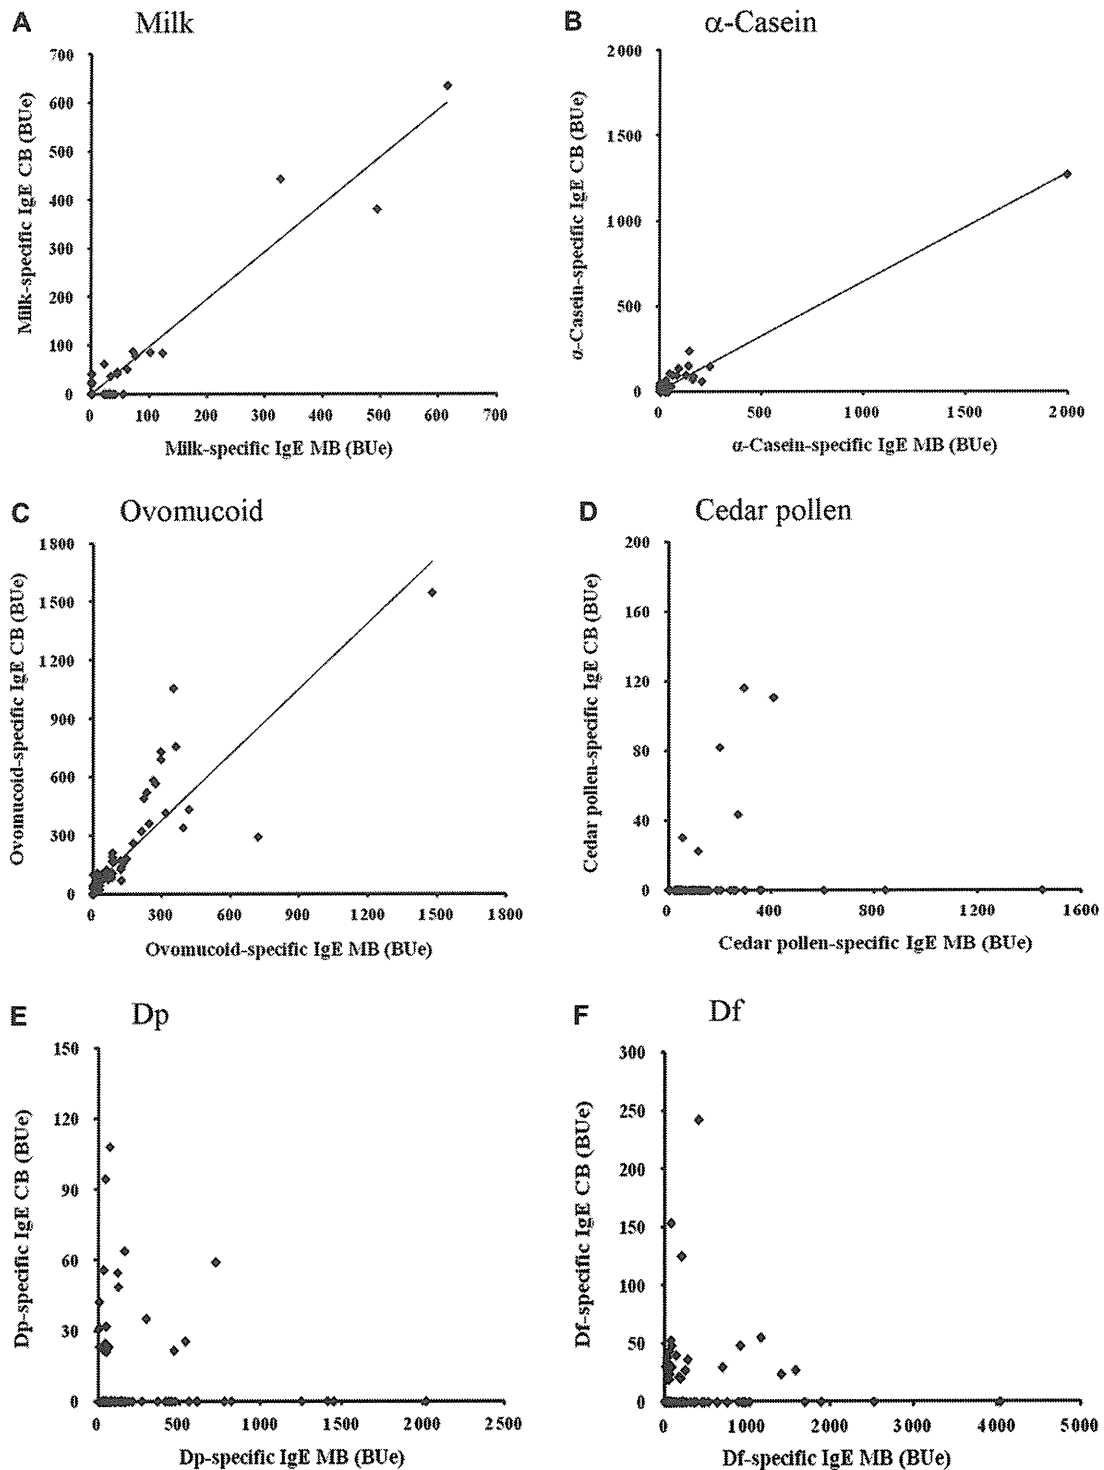 A Milk
700
600
500
400
300
200
100
0
Milk-specific IgE CB (BUe)
0 100 200 300 400 500 600 700
Milk-specific IgE MB (BUe)
B α-Casein
2000
1500
1000
500
0
α-Casein-specific IgE CB (BUe)
0 500 1000 1500 2000
α-Casein-specific IgE MB (BUe)
C Ovomucoid
1800
1500
1200
900
600
300
0
Ovomucoid-specific IgE CB (BUe)
0 300 600 900 1200 1500 1800
Ovomucoid-specific IgE MB (BUe)
D Cedar pollen
200
160
120
80
40
0
Cedar pollen-specific IgE CB (BUe)
0 400 800 1200 1600
Cedar pollen-specific IgE MB (BUe)
E Dp
150
120
90
60
30
0
Dp-specific IgE CB (BUe)
0 500 1000 1500 2000 2500
Dp-specific IgE MB (BUe)
F Df
300
250
200
150
100
50
0
Df-specific IgE CB (BUe)
0 1000 2000 3000 4000 5000
Df-specific IgE MB (BUe)